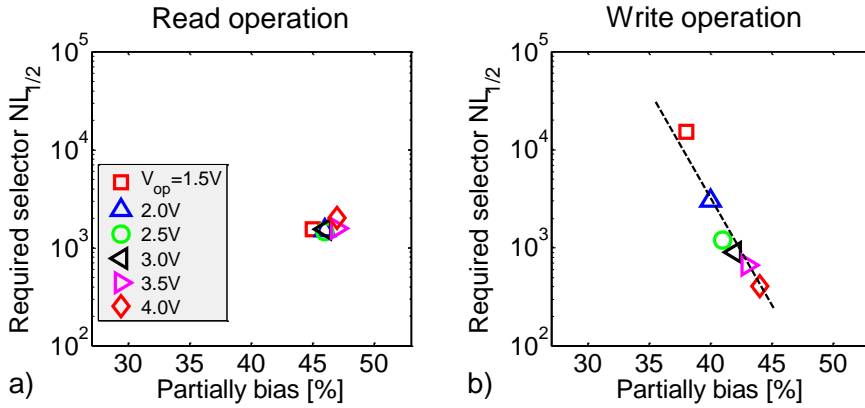 Read operation
Required selector NL1/2
10^5
10^4
10^3
10^2
Vop=1.5V
2.0V
2.5V
3.0V
3.5V
4.0V
30 35 40 45 50
Partially bias [%]
a)
Write operation
Required selector NL1/2
10^5
10^4
10^3
10^2
30 35 40 45 50
Partially bias [%]
b)